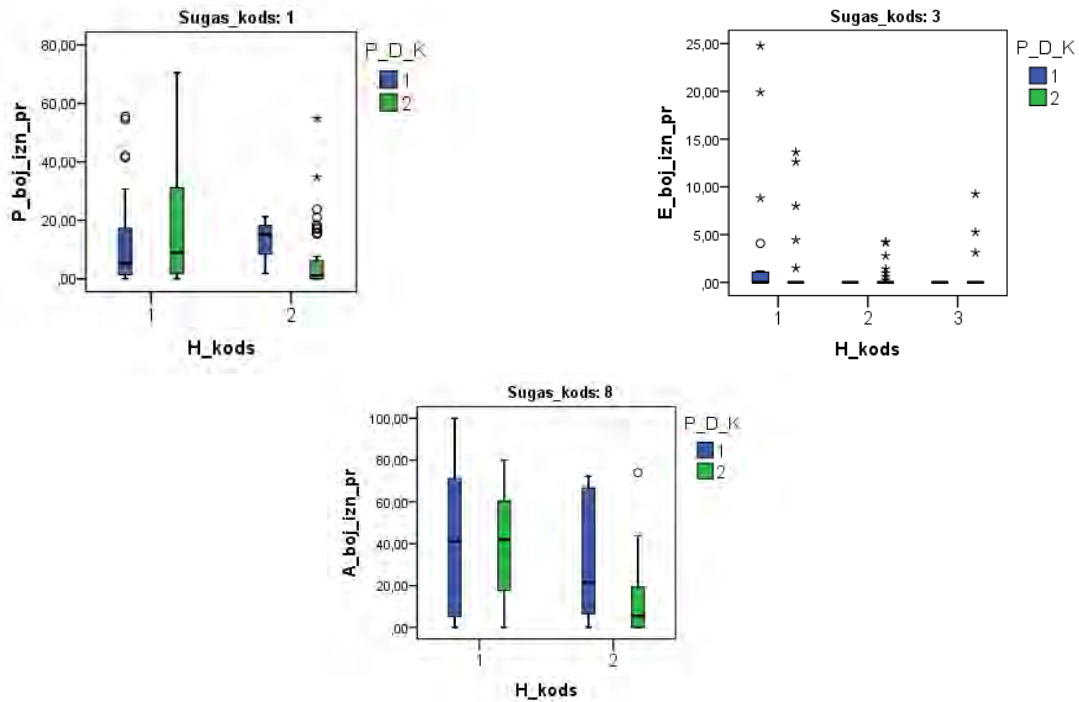 Sugas_kods: 1
P_boj_izn_pr
80,00
60,00
40,00
20,00
,00
1
2
H_kods
P_D_K
1
2
Sugas_kods: 3
E_boj_izn_pr
25,00
20,00
15,00
10,00
5,00
,00
1
2
3
H_kods
P_D_K
1
2
Sugas_kods: 8
A_boj_izn_pr
100,00
80,00
60,00
40,00
20,00
,00
1
2
H_kods
P_D_K
1
2